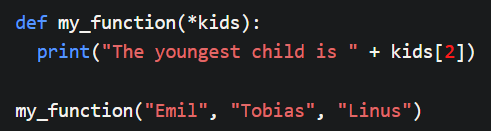 def my_function(*kids):
  print("The youngest child is " + kids[2])
my_function("Emil", "Tobias", "Linus")